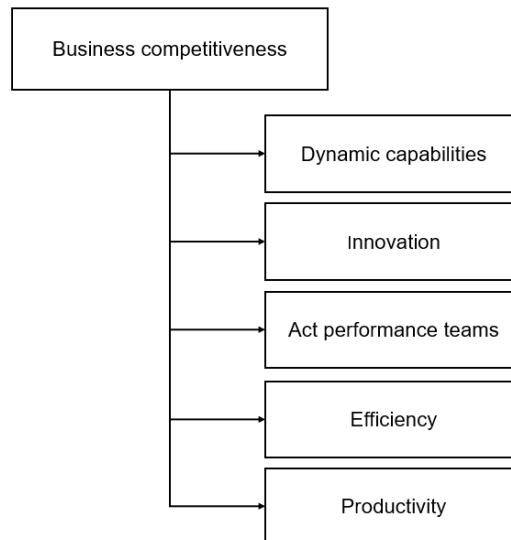 Business competitiveness
Dynamic capabilities
Innovation
Act performance teams
Efficiency
Productivity